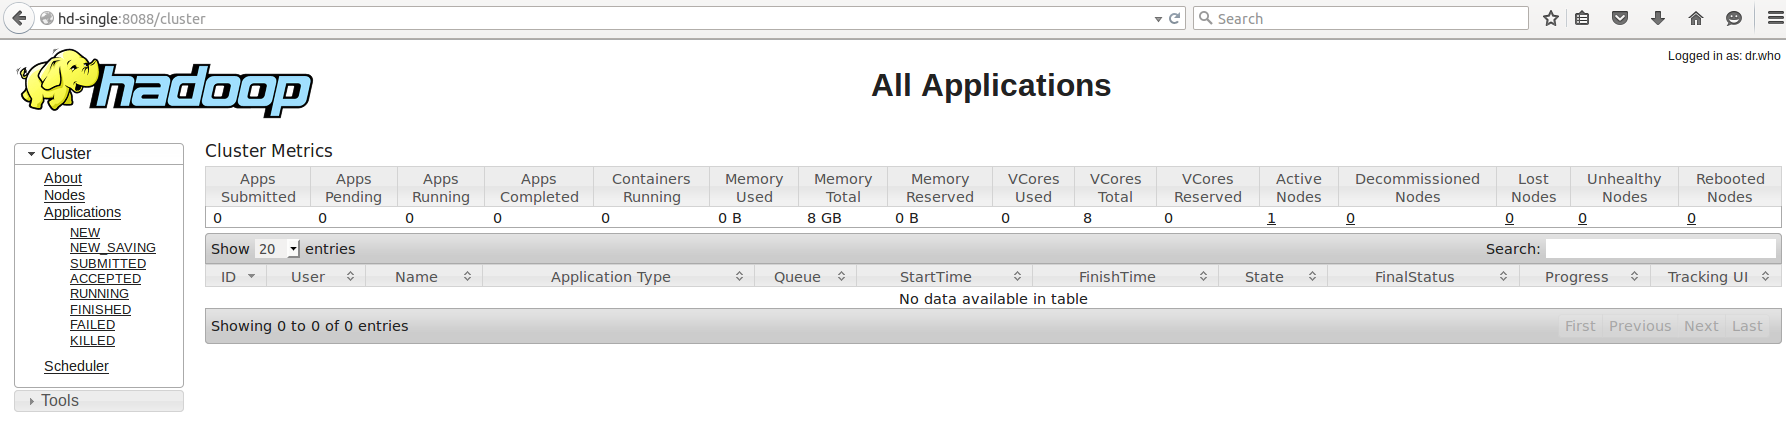 hd-single:8088/cluster
Search
Logged in as: dr.who
hadoop
All Applications
Cluster
About
Nodes
Applications
NEW
NEW_SAVING
SUBMITTED
ACCEPTED
RUNNING
FINISHED
FAILED
KILLED
Scheduler
Tools
Cluster Metrics
Apps Submitted Apps Pending Apps Running Apps Completed Containers Running Memory Used Memory Total Memory Reserved VCores Used VCores Total VCores Reserved Active Nodes Decommissioned Nodes Lost Nodes Unhealthy Nodes Rebooted Nodes
0 0 0 0 0 0 B 8 GB 0 B 0 8 0 1 0 0 0 0
Show 20 entries Search:
ID User Name Application Type Queue StartTime FinishTime State FinalStatus Progress Tracking UI
No data available in table
Showing 0 to 0 of 0 entries First Previous Next Last